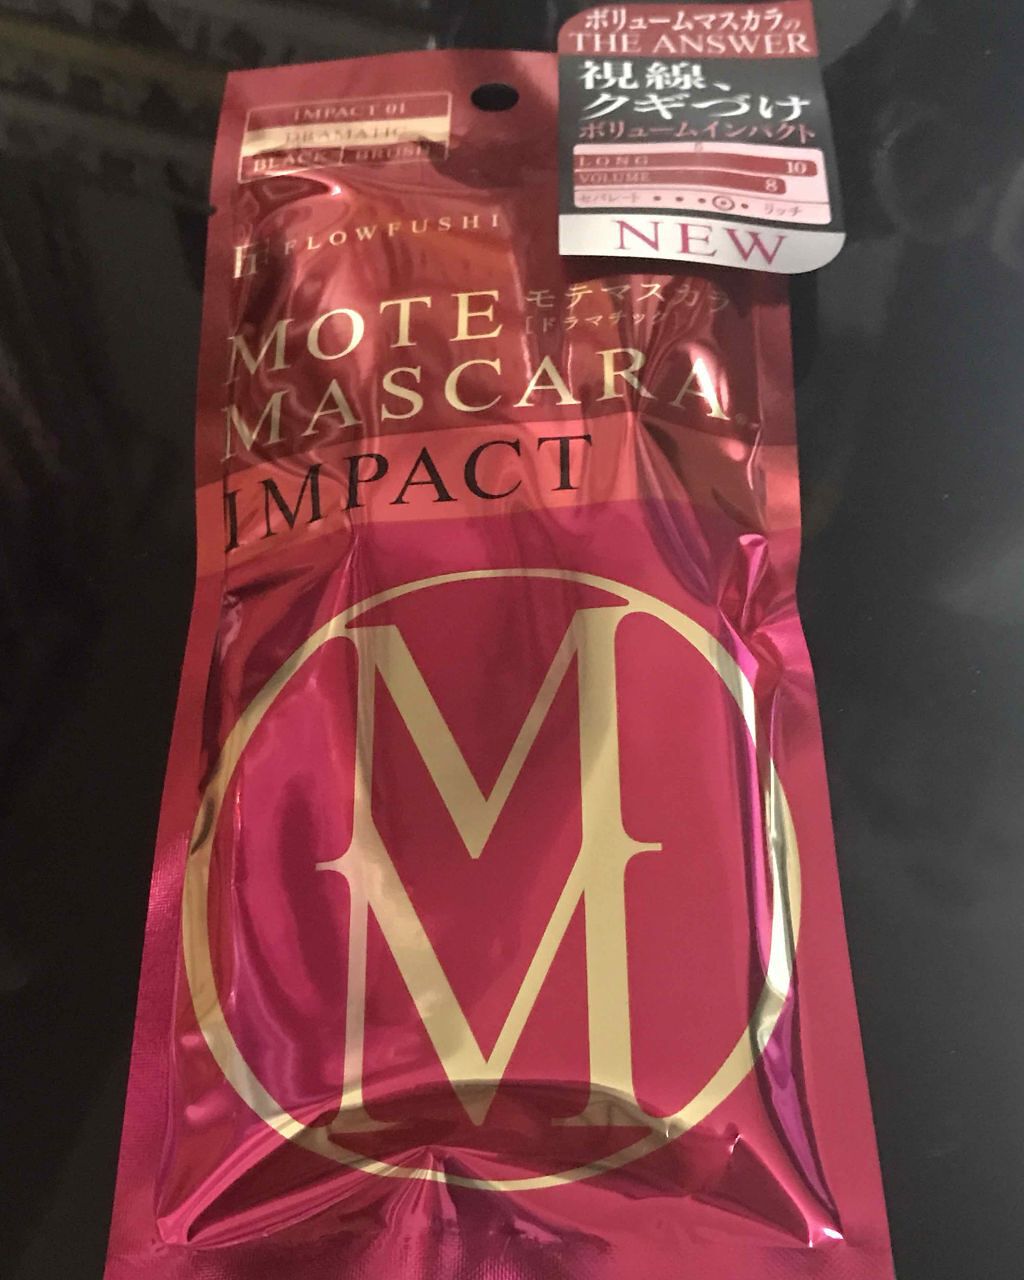 ボリュームマスカラの
THE ANSWER
視線、
クギづけ
ボリュームインパクト
5
LONG 10
VOLUME 8
セパレート リッチ
NEW
IMPACT 01
DRAMATIC
BLACK / BRUSH
FLOWFUSHI
MOTE モテマスカラ
[ドラマチック]
MASCARA
IMPACT
M
M